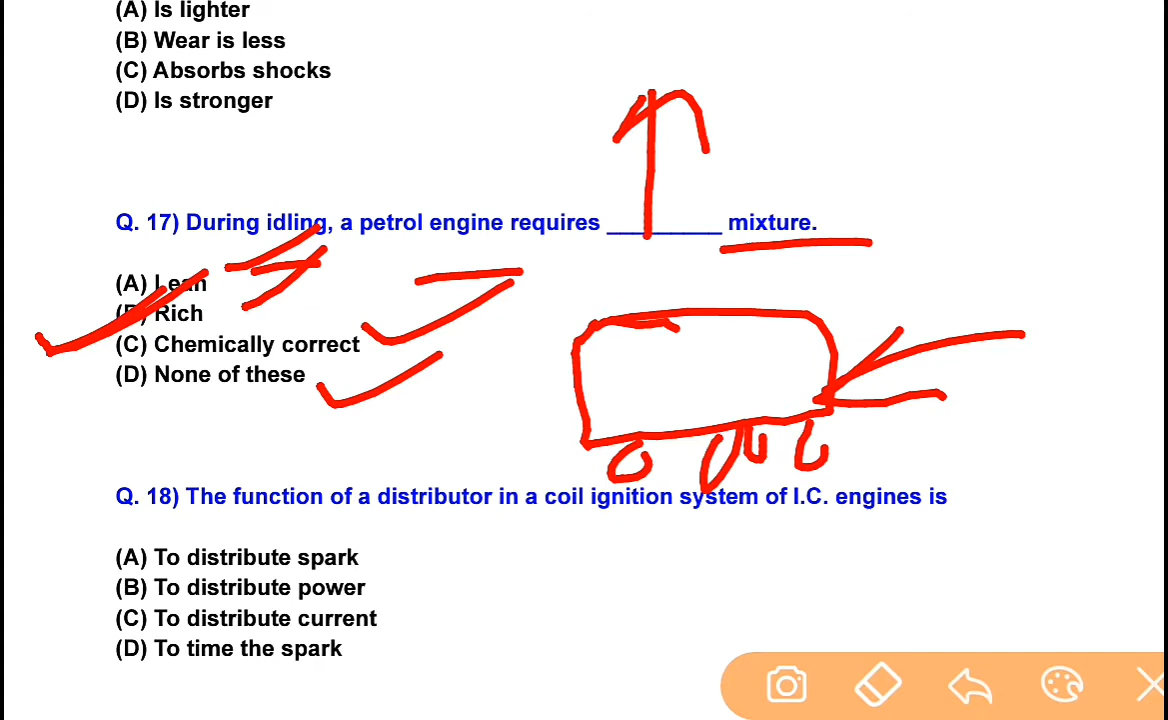 (A) Is lighter
(B) Wear is less
(C) Absorbs shocks
(D) Is stronger
Q. 17) During idling, a petrol engine requires _________ mixture.
(A) Lean
(B) Rich
(C) Chemically correct
(D) None of these
Q. 18) The function of a distributor in a coil ignition system of I.C. engines is
(A) To distribute spark
(B) To distribute power
(C) To distribute current
(D) To time the spark